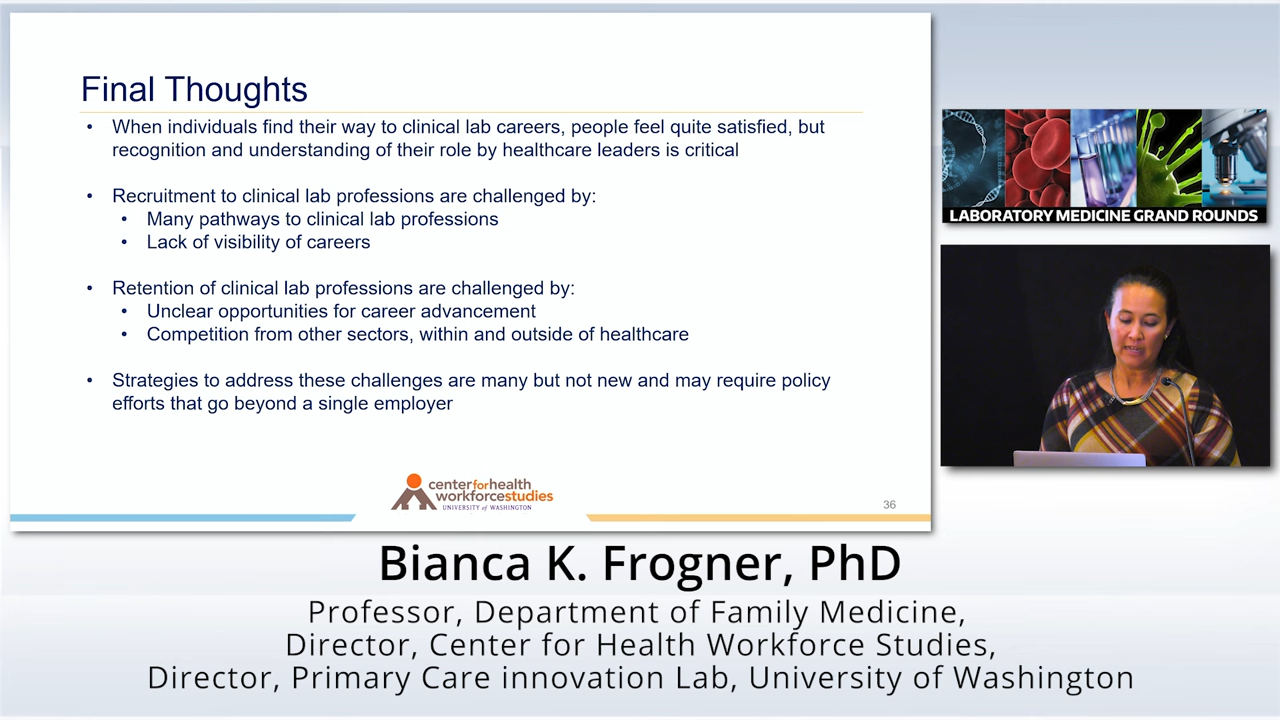 Final Thoughts
• When individuals find their way to clinical lab careers, people feel quite satisfied, but
recognition and understanding of their role by healthcare leaders is critical
• Recruitment to clinical lab professions are challenged by:
• Many pathways to clinical lab professions
• Lack of visibility of careers
• Retention of clinical lab professions are challenged by:
• Unclear opportunities for career advancement
• Competition from other sectors, within and outside of healthcare
• Strategies to address these challenges are many but not new and may require policy
efforts that go beyond a single employer
centerforhealth
workforcestudies
UNIVERSITY of WASHINGTON
36
LABORATORY MEDICINE GRAND ROUNDS
Bianca K. Frogner, PhD
Professor, Department of Family Medicine,
Director, Center for Health Workforce Studies,
Director, Primary Care innovation Lab, University of Washington